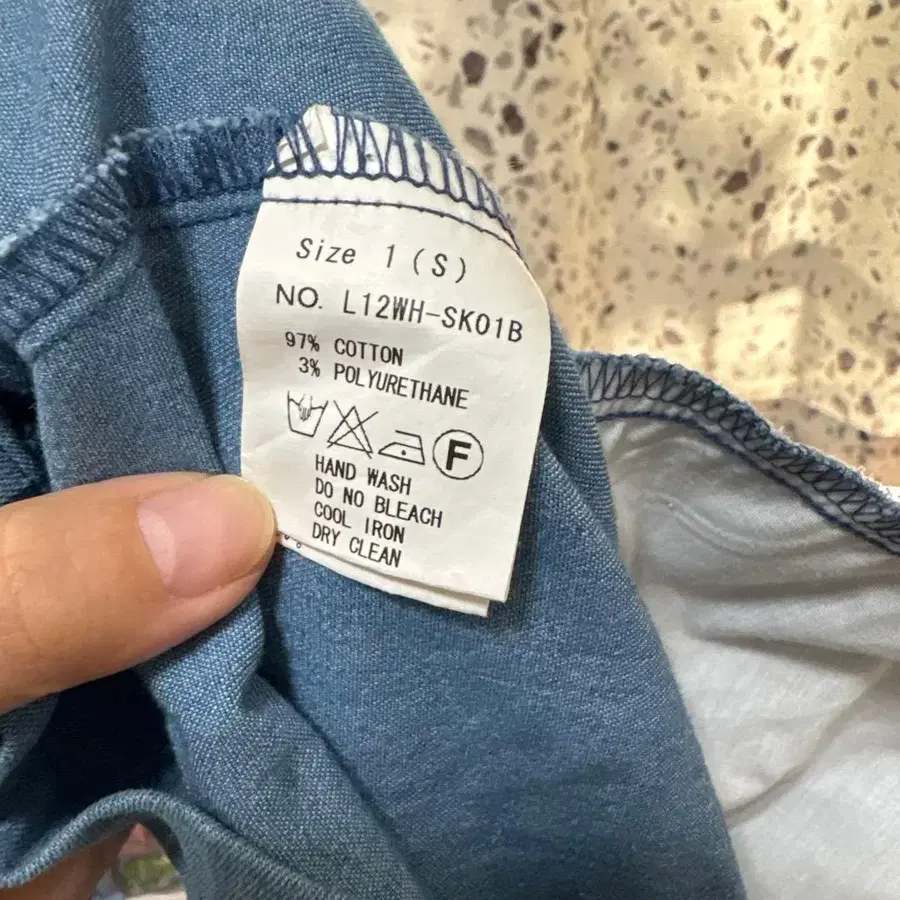 Size 1 (S)
NO. L12WH-SK01B
97% COTTON
3% POLYURETHANE
F
HAND WASH
DO NO BLEACH
COOL IRON
DRY CLEAN